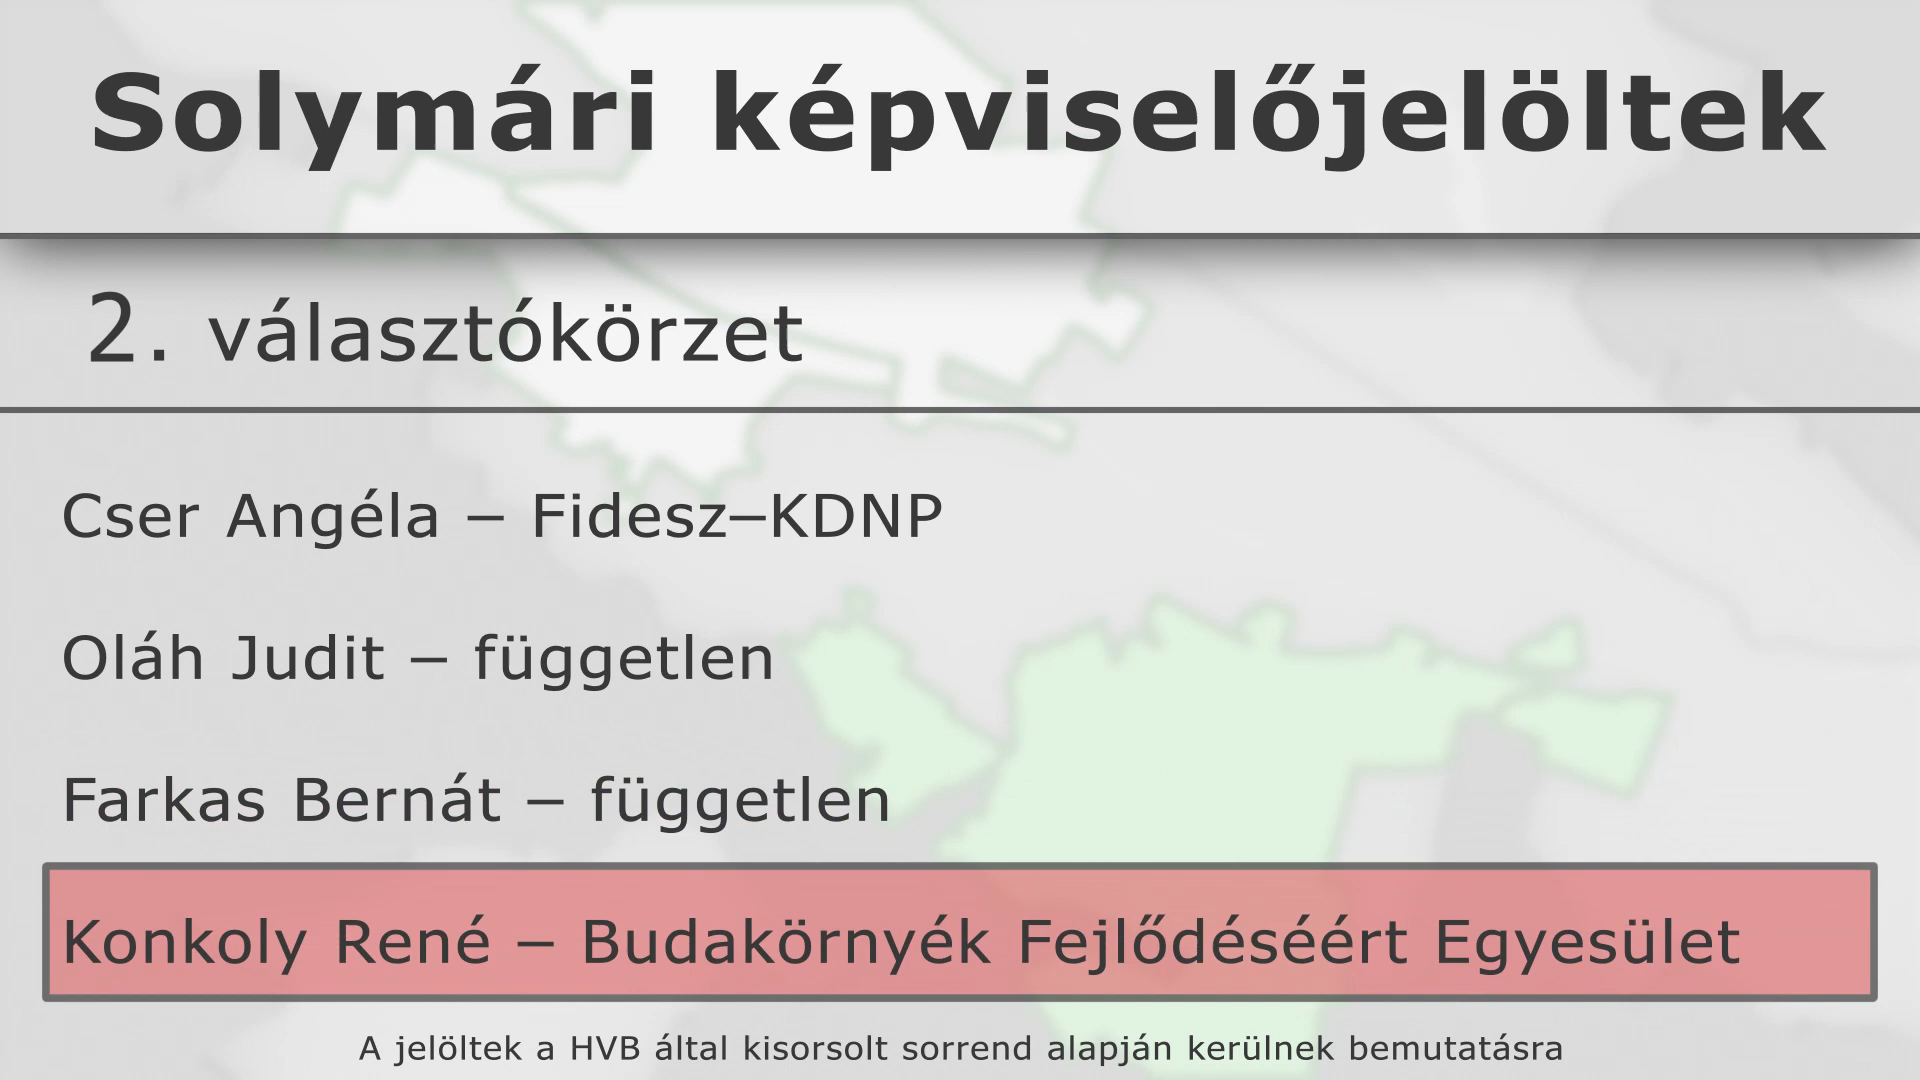 Solymári képviselőjelöltek
2. választókörzet
Cser Angéla – Fidesz–KDNP
Oláh Judit – független
Farkas Bernát – független
Konkoly René – Budakörnyék Fejlődéséért Egyesület
A jelöltek a HVB által kisorsolt sorrend alapján kerülnek bemutatásra